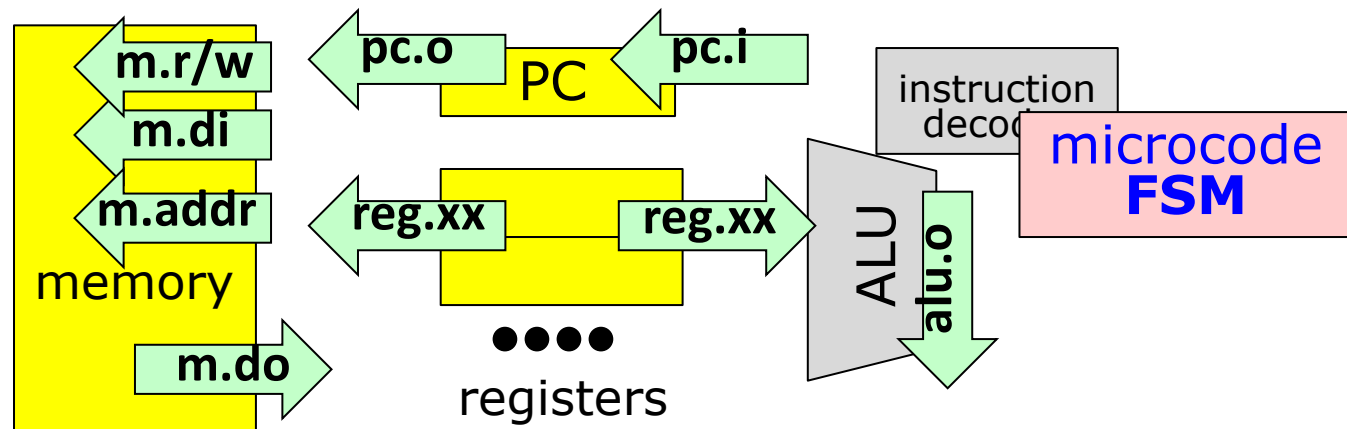 m.r/w
pc.o
pc.i
PC
instruction
m.di
microcode
FSM
m.addr
reg.xx
reg.xx
ALU
alu.o
memory
m.do
registers